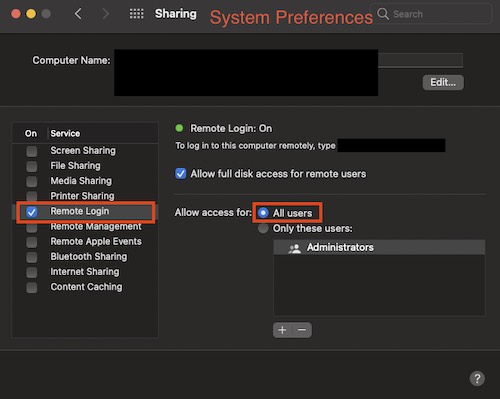 Sharing
System Preferences
Search
Computer Name:
Edit...
On Service
Screen Sharing
File Sharing
Media Sharing
Printer Sharing
Remote Login
Remote Management
Remote Apple Events
Bluetooth Sharing
Internet Sharing
Content Caching
Remote Login: On
To log in to this computer remotely, type
Allow full disk access for remote users
Allow access for: All users
Only these users:
Administrators
+ −
?